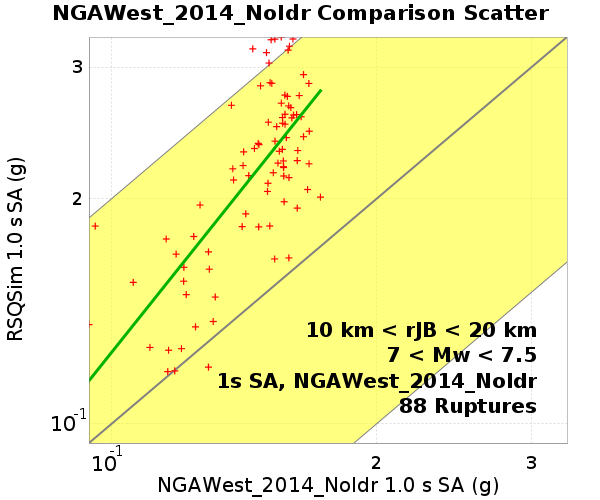 NGAWest_2014_NoIdr Comparison Scatter
RSQSim 1.0 s SA (g)
3
2
10-1
10 km < rJB < 20 km
7 < Mw < 7.5
1s SA, NGAWest_2014_NoIdr
88 Ruptures
10-1
2
3
NGAWest_2014_NoIdr 1.0 s SA (g)